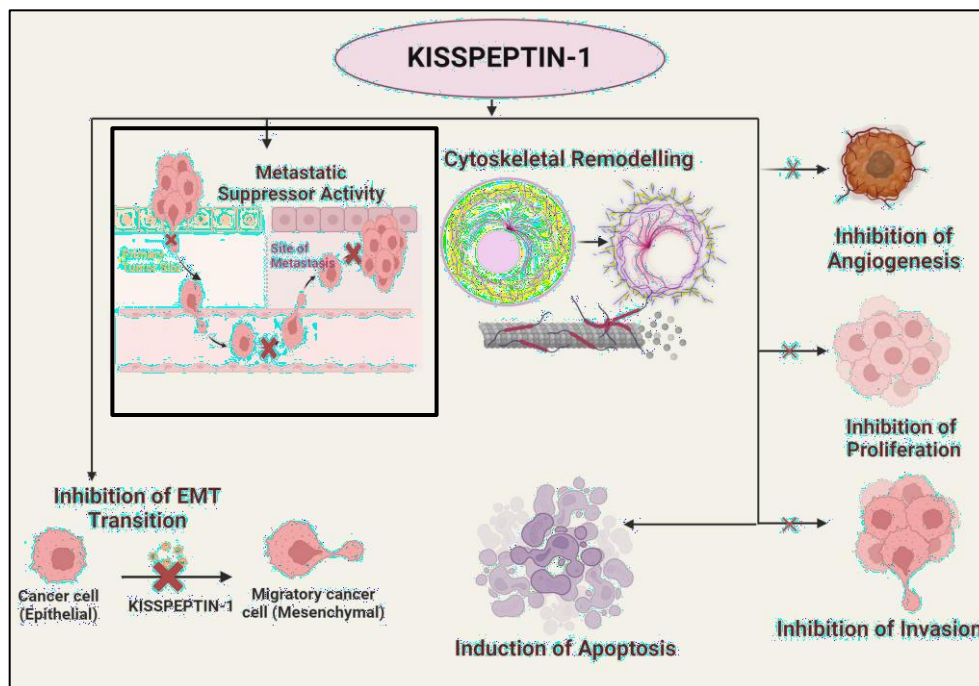 KISSPEPTIN-1
Metastatic
Suppressor Activity
Site of
Metastasis
Cytoskeletal Remodelling
Inhibition of
Angiogenesis
Inhibition of
Proliferation
Inhibition of Invasion
Inhibition of EMT
Transition
Cancer cell
(Epithelial)
KISSPEPTIN-1
Migratory cancer
cell (Mesenchymal)
Induction of Apoptosis